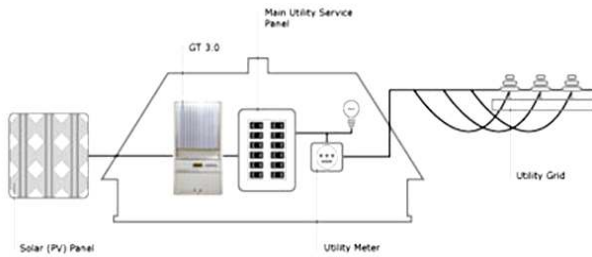 Main Utility Service
Panel
GT 3.0
Utility Grid
Solar (PV) Panel
Utility Meter